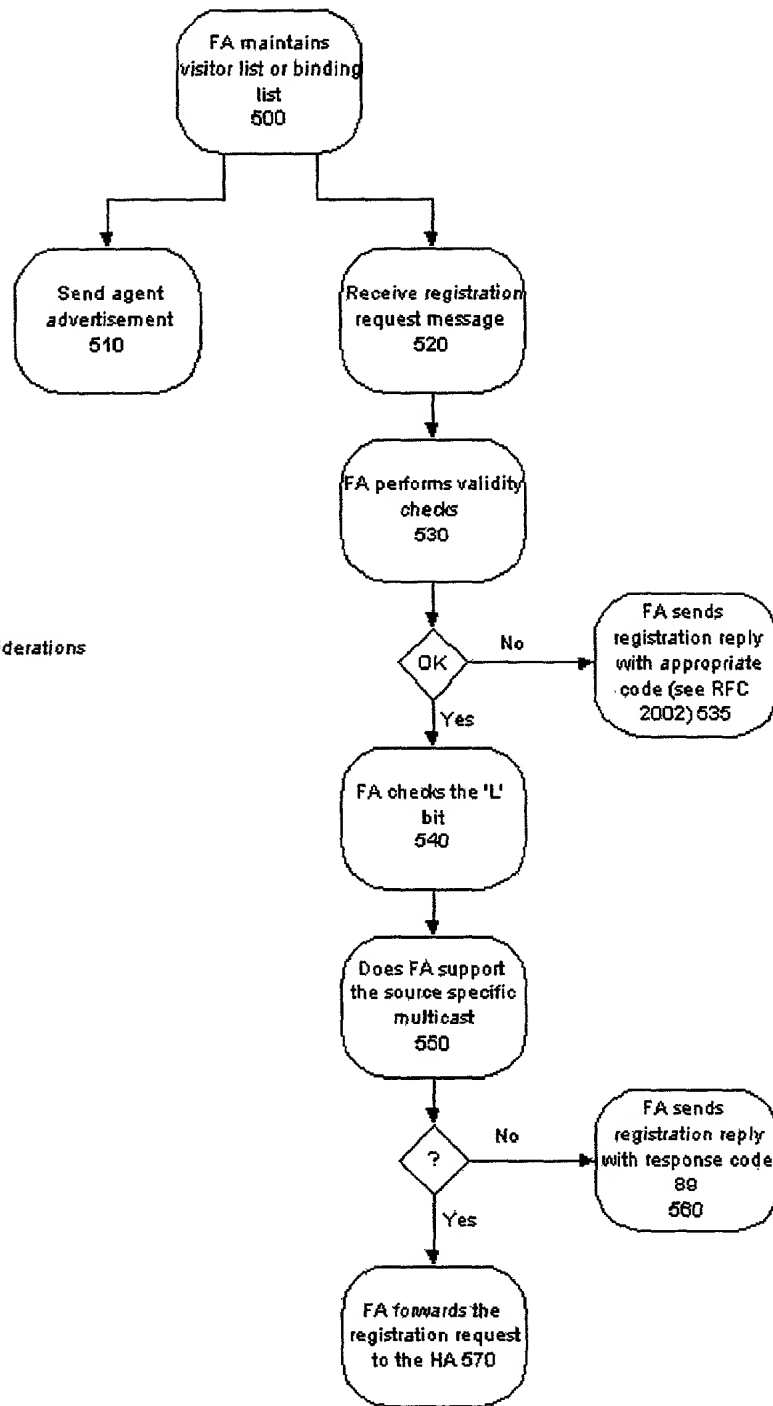 FA maintains
visitor list or binding
list
500
Send agent
advertisement
510
Receive registration
request message
520
FA performs validity
checks
530
derations
OK
No
FA sends
registration reply
with appropriate
code (see RFC
2002) 535
Yes
FA checks the 'L'
bit
540
Does FA support
the source specific
multicast
550
?
No
FA sends
registration reply
with response code
89
560
Yes
FA forwards the
registration request
to the HA 570